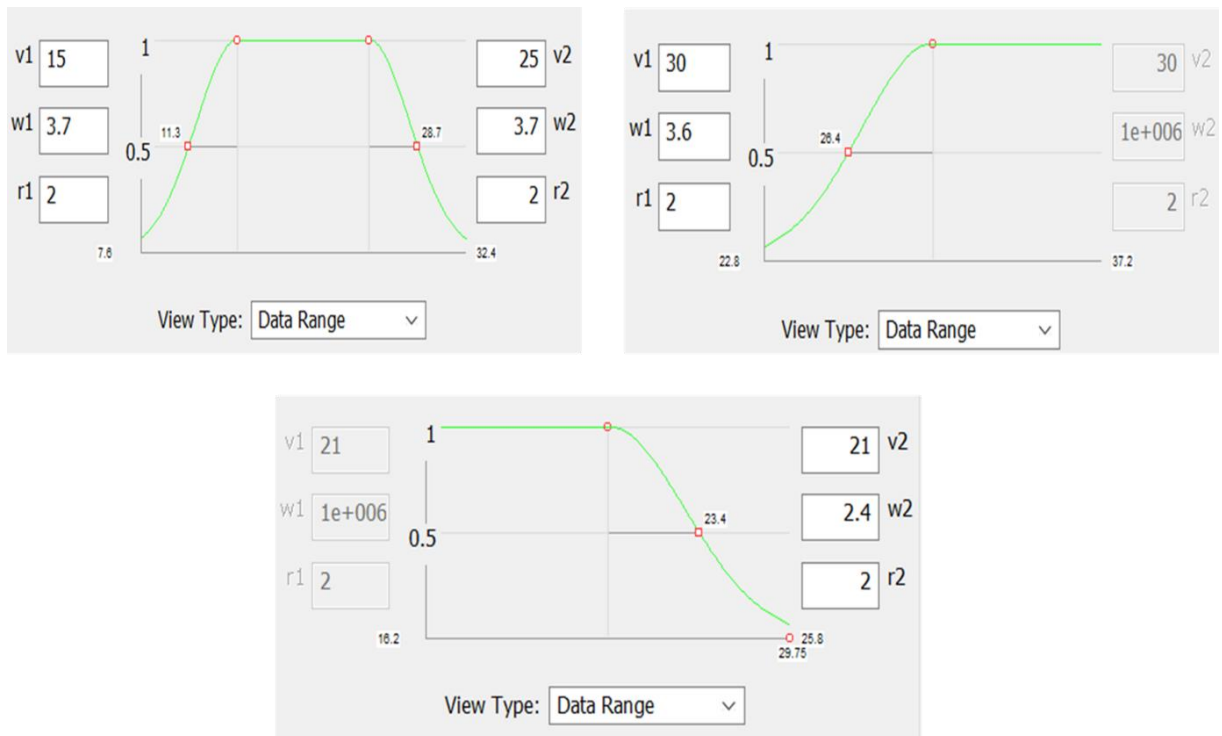 v1 15 1 25 v2
w1 3.7 11.3 28.7 3.7 w2
0.5
r1 2 2 r2
7.6 32.4
View Type: Data Range
v1 30 1 30 v2
w1 3.6 26.4 1e+006 w2
0.5
r1 2 2 r2
22.8 37.2
View Type: Data Range
v1 21 1 21 v2
w1 1e+006 23.4 2.4 w2
0.5
r1 2 2 r2
16.2 25.8
29.75
View Type: Data Range